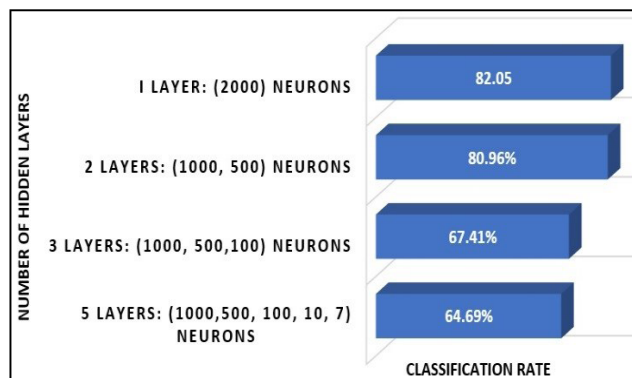 NUMBER OF HIDDEN LAYERS
I LAYER: (2000) NEURONS
82.05
2 LAYERS: (1000, 500) NEURONS
80.96%
3 LAYERS: (1000, 500,100) NEURONS
67.41%
5 LAYERS: (1000,500, 100, 10, 7)
NEURONS
64.69%
CLASSIFICATION RATE